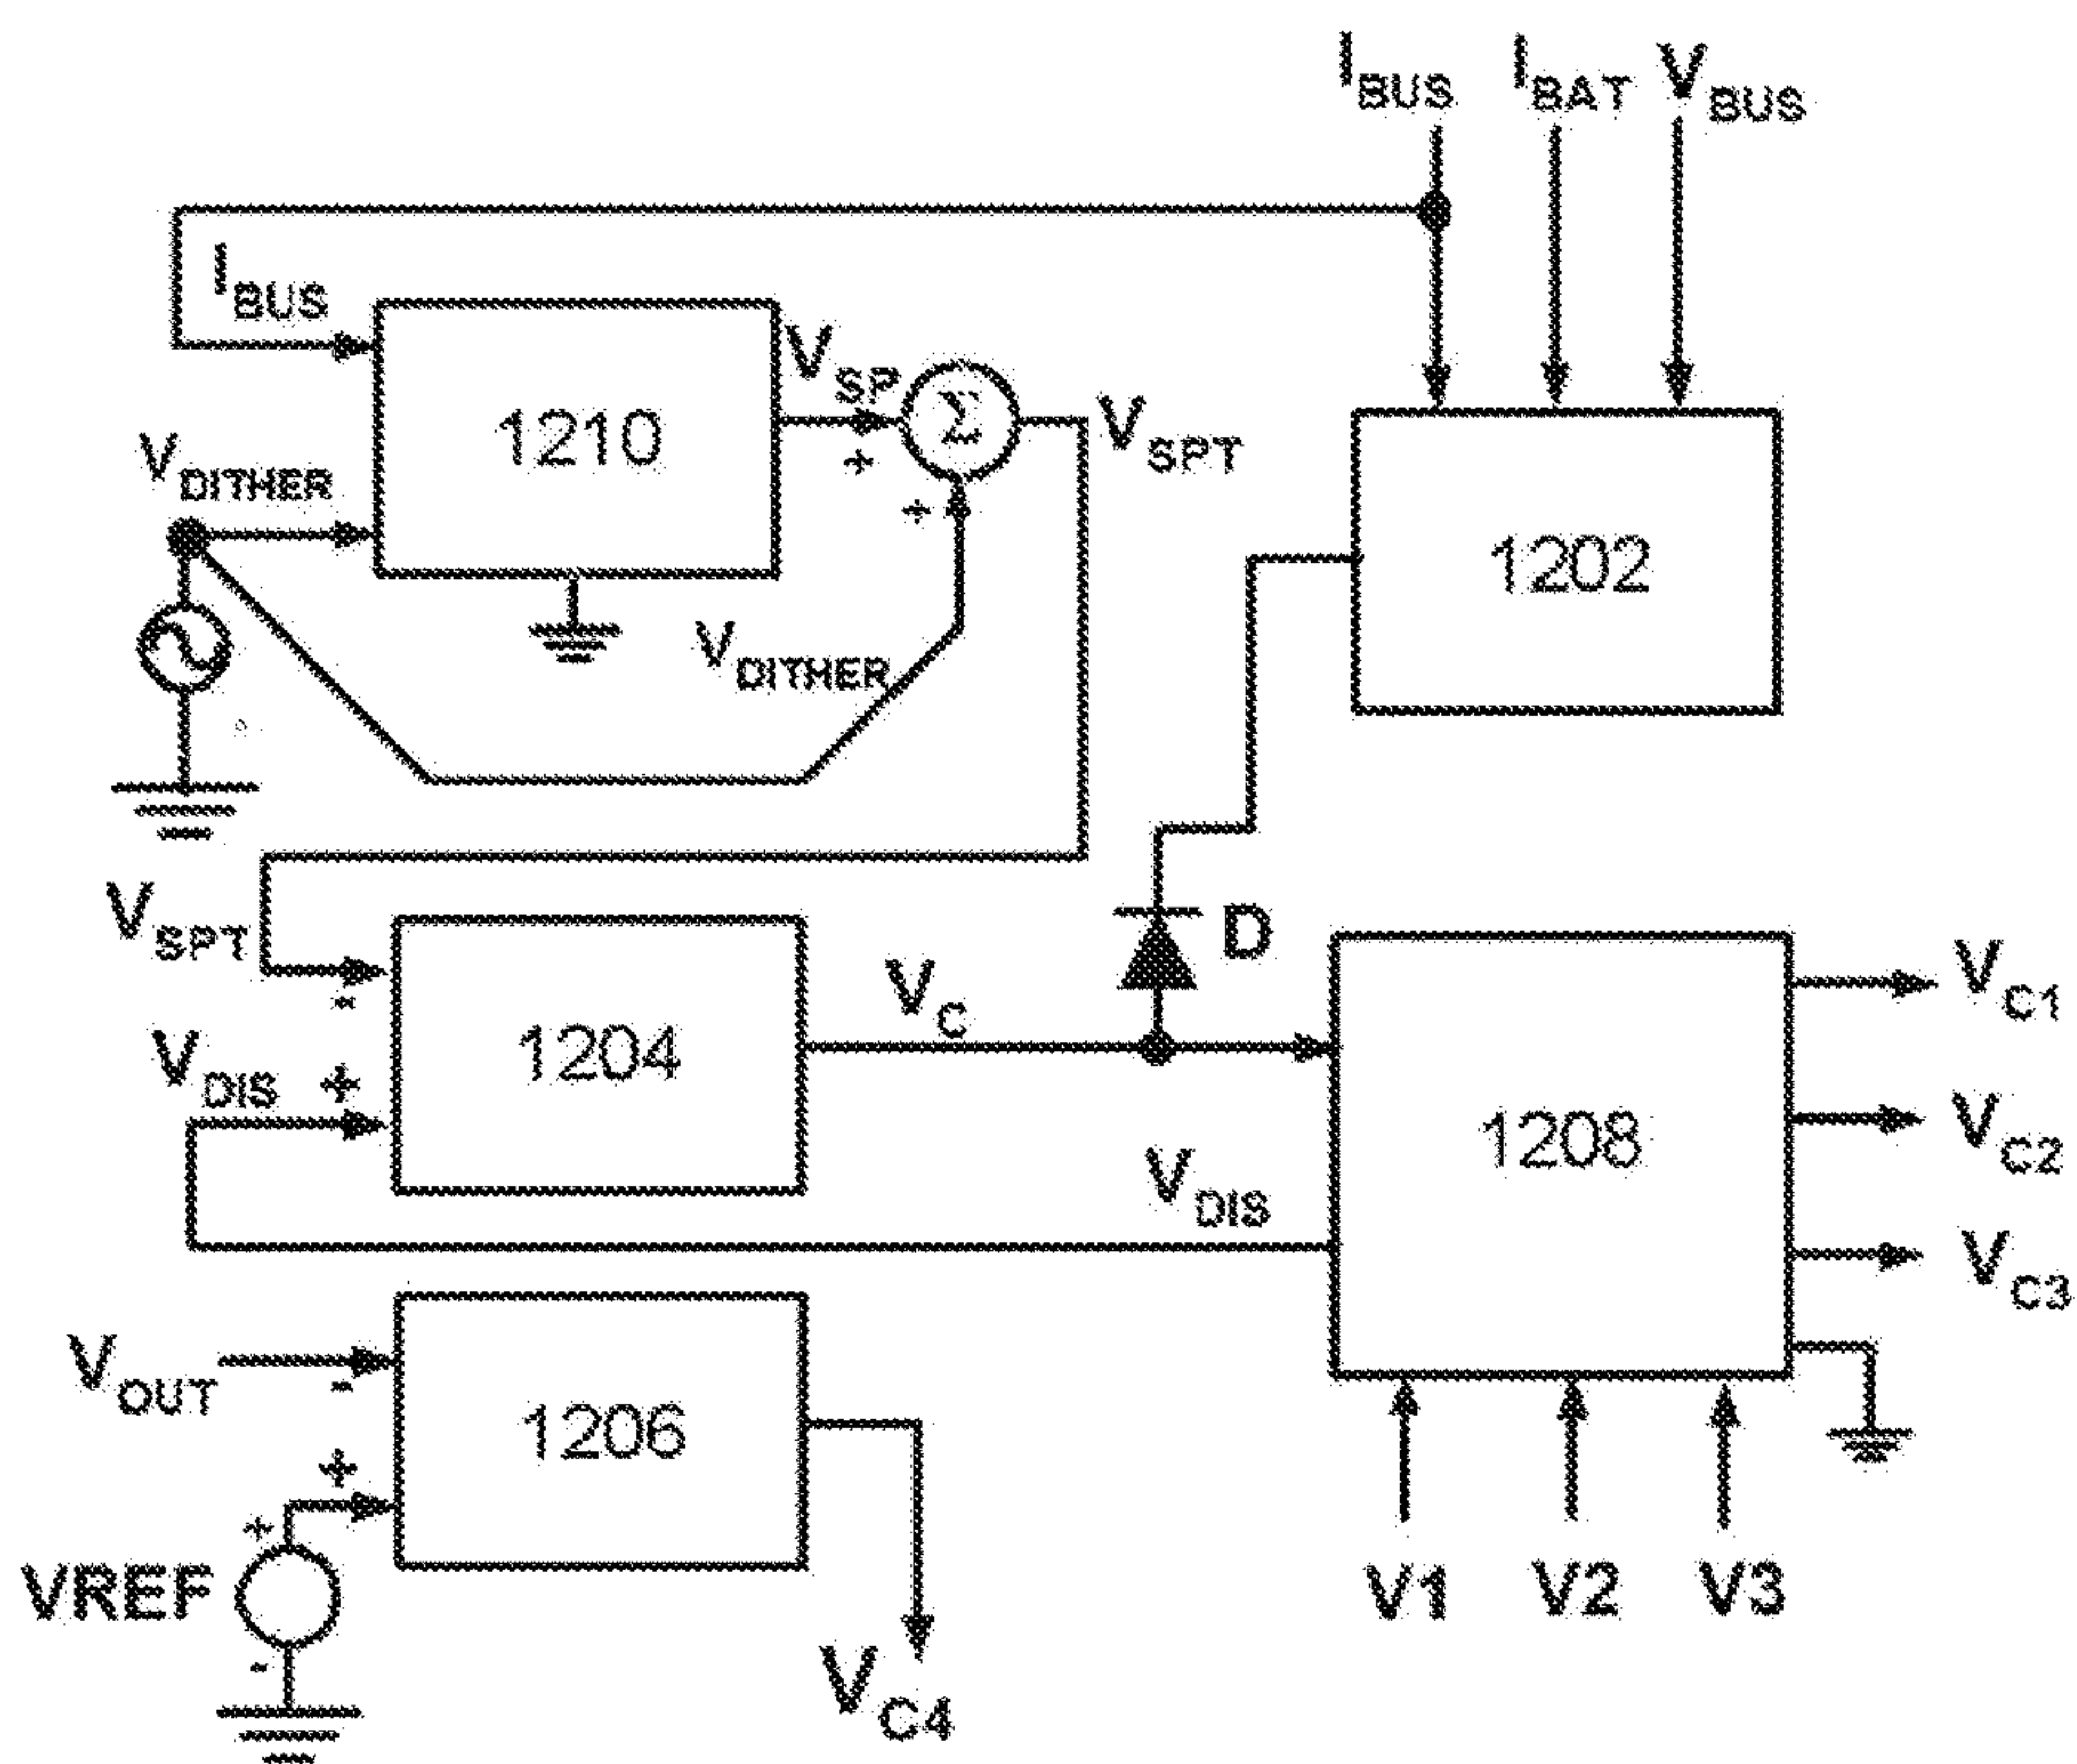 IBUS IBAT VBUS
IBUS
VSP
Σ
VSPT
1210
+
VDITHER
+
1202
VDITHER
VSPT
-
D
VC
VC1
VDIS
+
1204
1208
VC2
VDIS
VC3
VOUT
-
1206
+
+
VREF
-
V1 V2 V3
VC4